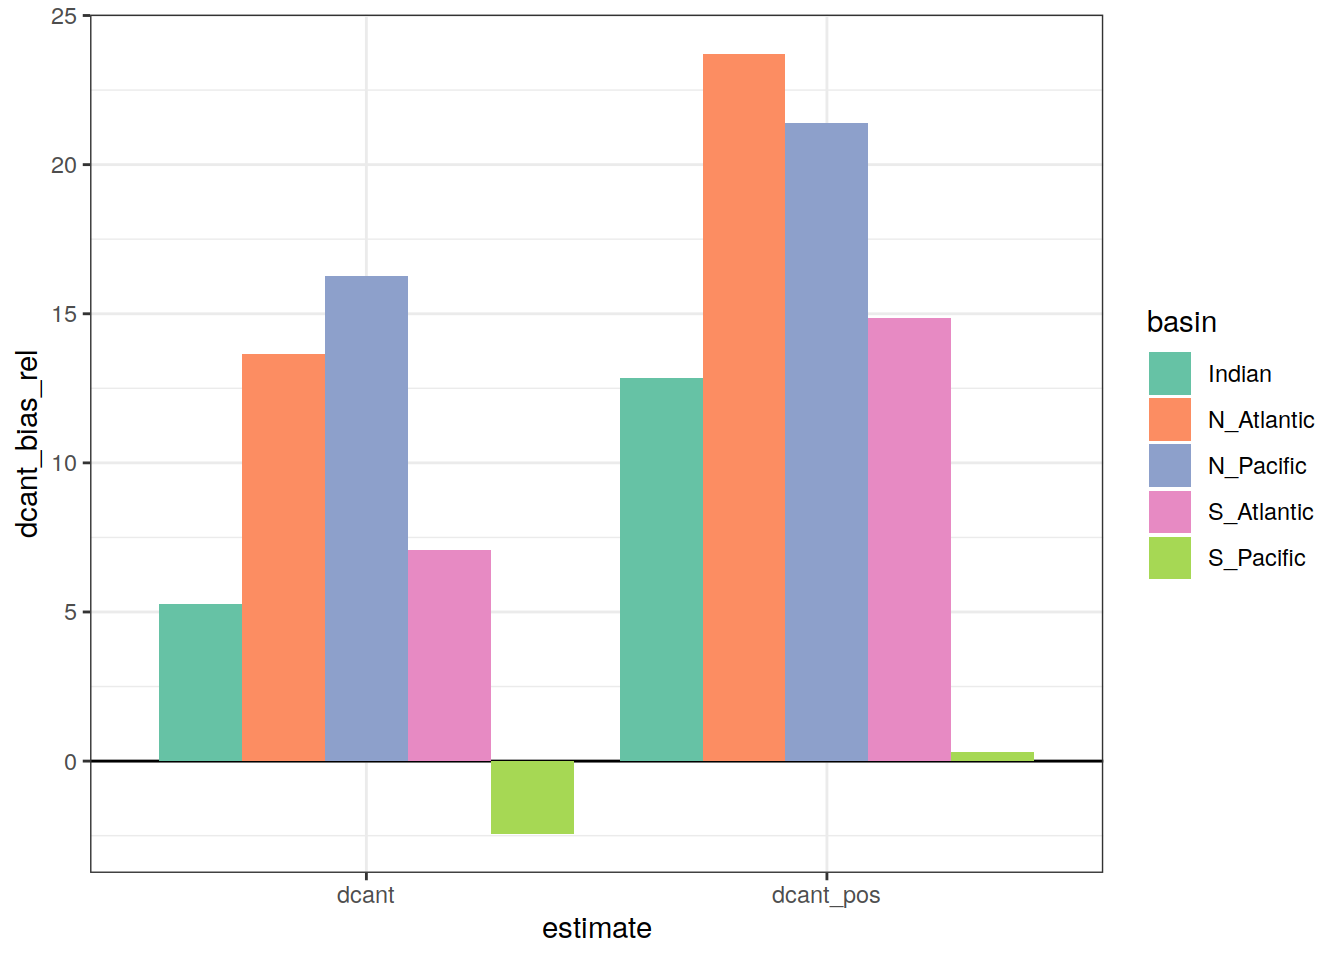 25
20
15
10
5
0
dcant_bias_rel
dcant
dcant_pos
estimate
basin
Indian
N_Atlantic
N_Pacific
S_Atlantic
S_Pacific